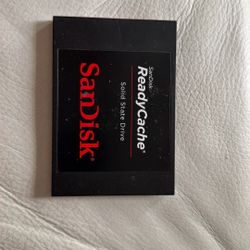 SanDisk
ReadyCache®
Solid State Drive
SanDisk®